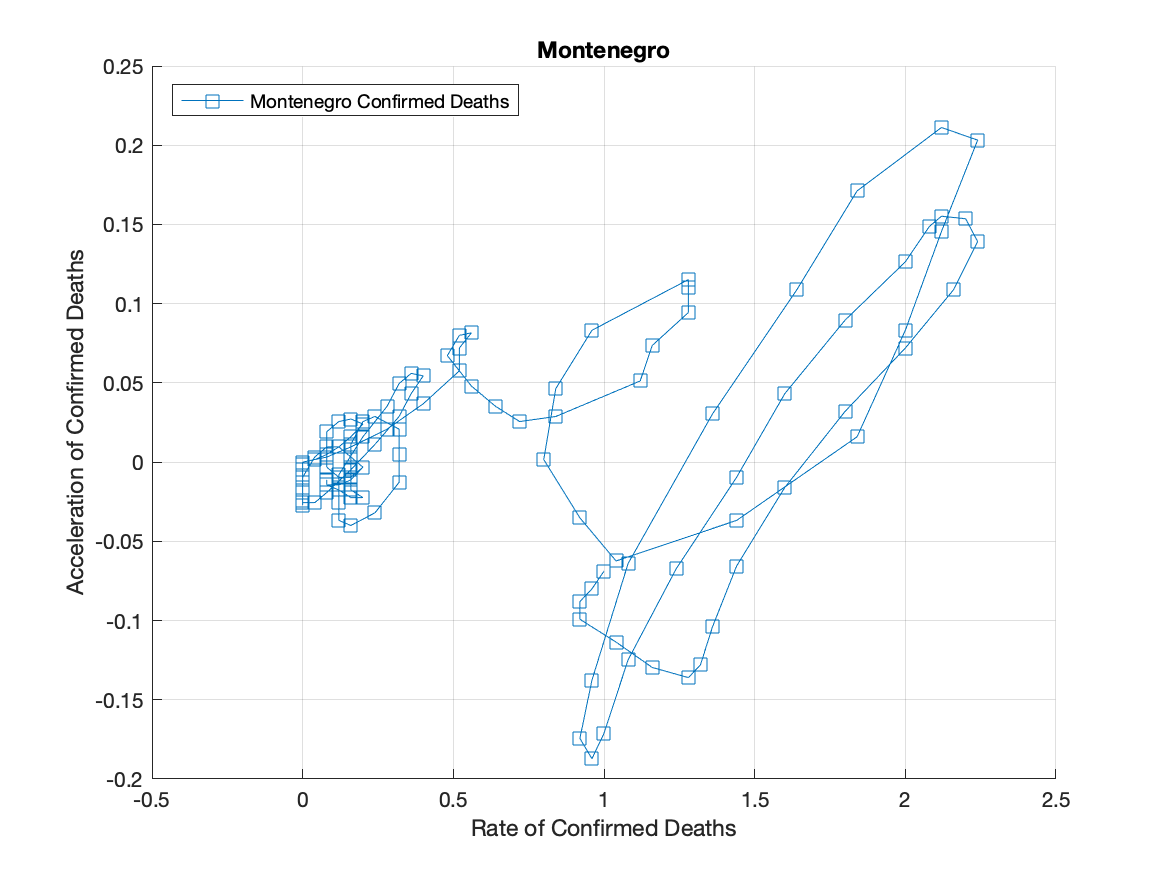 Montenegro
Montenegro Confirmed Deaths
0.25
0.2
0.15
0.1
0.05
0
-0.05
-0.1
-0.15
-0.2
Acceleration of Confirmed Deaths
-0.5 0 0.5 1 1.5 2 2.5
Rate of Confirmed Deaths